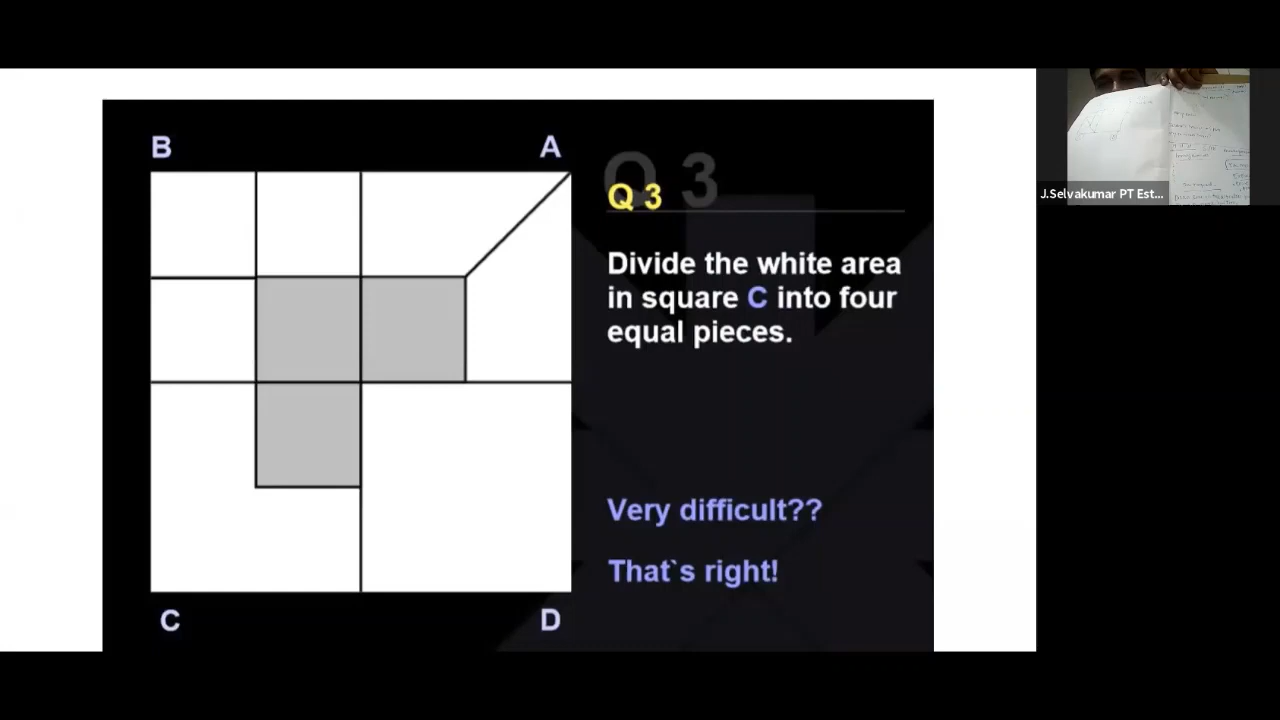 B
A
Q 3
Q 3
Divide the white area
in square C into four
equal pieces.
Very difficult??
That`s right!
C
D
J.Selvakumar PT Est...